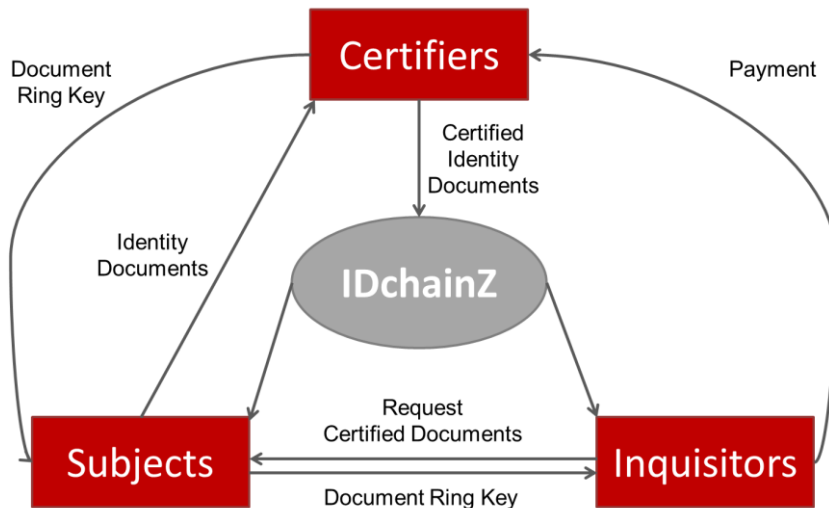 Certifiers
Document
Ring Key
Payment
Certified
Identity
Documents
Identity
Documents
IDchainZ
Request
Certified Documents
Subjects
Inquisitors
Document Ring Key